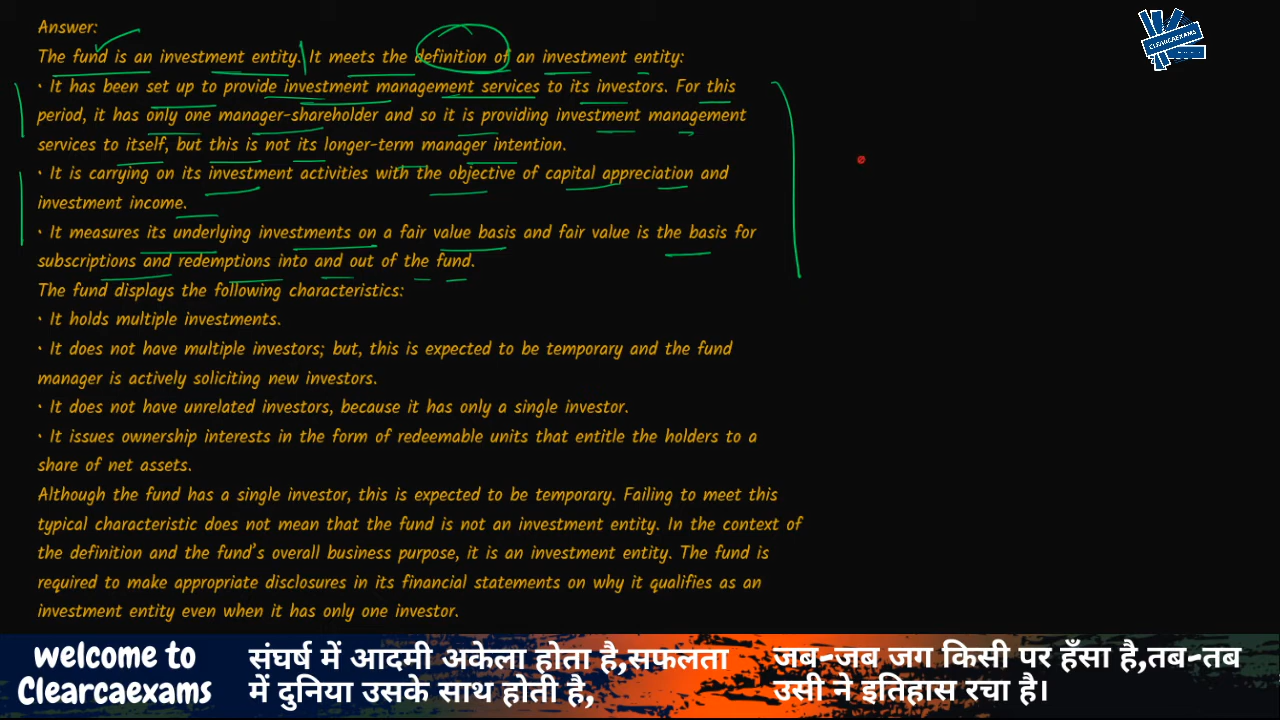 Answer:
The fund is an investment entity. It meets the definition of an investment entity:
· It has been set up to provide investment management services to its investors. For this
period, it has only one manager-shareholder and so it is providing investment management
services to itself, but this is not its longer-term manager intention.
· It is carrying on its investment activities with the objective of capital appreciation and
investment income.
· It measures its underlying investments on a fair value basis and fair value is the basis for
subscriptions and redemptions into and out of the fund.
The fund displays the following characteristics:
· It holds multiple investments.
· It does not have multiple investors; but, this is expected to be temporary and the fund
manager is actively soliciting new investors.
· It does not have unrelated investors, because it has only a single investor.
· It issues ownership interests in the form of redeemable units that entitle the holders to a
share of net assets.
Although the fund has a single investor, this is expected to be temporary. Failing to meet this
typical characteristic does not mean that the fund is not an investment entity. In the context of
the definition and the fund's overall business purpose, it is an investment entity. The fund is
required to make appropriate disclosures in its financial statements on why it qualifies as an
investment entity even when it has only one investor.
CLEARCAEXAMS
welcome to
Clearcaexams
संघर्ष में आदमी अकेला होता है,सफलता
में दुनिया उसके साथ होती है,
जब-जब जग किसी पर हँसा है,तब-तब
उसी ने इतिहास रचा है।